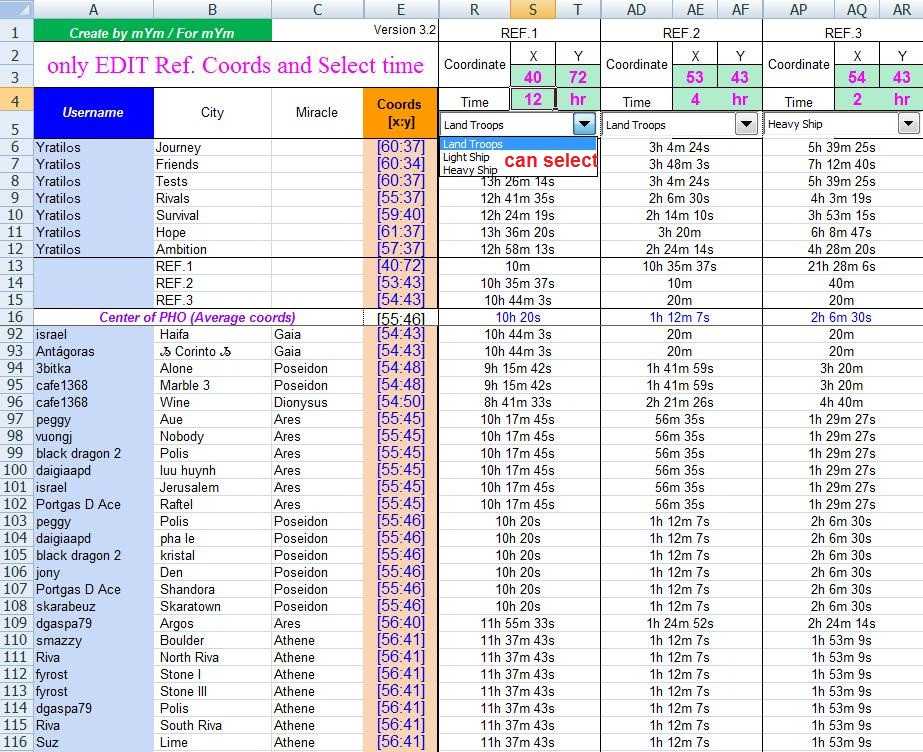 A B C E R S T AD AE AF AP AQ AR
1 Create by mYm / For mYm Version 3.2 REF.1 REF.2 REF.3
2 only EDIT Ref. Coords and Select time Coordinate X Y Coordinate X Y Coordinate X Y
3 40 72 53 43 54 43
4 Username City Miracle Coords [x:y] Time 12 hr Time 4 hr Time 2 hr
5 Land Troops Land Troops Heavy Ship
Land Troops
Light Ship
Heavy Ship
can select
6 Yratilos Journey [60:37] 3h 4m 24s 5h 39m 25s
7 Yratilos Friends [60:34] 3h 48m 3s 7h 12m 40s
8 Yratilos Tests [60:37] 13h 26m 14s 3h 4m 24s 5h 39m 25s
9 Yratilos Rivals [55:37] 12h 41m 35s 2h 6m 30s 4h 3m 19s
10 Yratilos Survival [59:40] 12h 24m 19s 2h 14m 10s 3h 53m 15s
11 Yratilos Hope [61:37] 13h 36m 20s 3h 20m 6h 8m 47s
12 Yratilos Ambition [57:37] 12h 58m 13s 2h 24m 14s 4h 28m 20s
13 REF.1 [40:72] 10m 10h 35m 37s 21h 28m 6s
14 REF.2 [53:43] 10h 35m 37s 10m 40m
15 REF.3 [54:43] 10h 44m 3s 20m 20m
16 Center of PHO (Average coords) [55:46] 10h 20s 1h 12m 7s 2h 6m 30s
92 israel Haifa Gaia [54:43] 10h 44m 3s 20m 20m
93 Antágoras Ꮬ Corinto Ꮬ Gaia [54:43] 10h 44m 3s 20m 20m
94 3bitka Alone Poseidon [54:48] 9h 15m 42s 1h 41m 59s 3h 20m
95 cafe1368 Marble 3 Poseidon [54:48] 9h 15m 42s 1h 41m 59s 3h 20m
96 cafe1368 Wine Dionysus [54:50] 8h 41m 33s 2h 21m 26s 4h 40m
97 peggy Aue Ares [55:45] 10h 17m 45s 56m 35s 1h 29m 27s
98 vuongj Nobody Ares [55:45] 10h 17m 45s 56m 35s 1h 29m 27s
99 black dragon 2 Polis Ares [55:45] 10h 17m 45s 56m 35s 1h 29m 27s
100 daigiaapd luu huynh Ares [55:45] 10h 17m 45s 56m 35s 1h 29m 27s
101 israel Jerusalem Ares [55:45] 10h 17m 45s 56m 35s 1h 29m 27s
102 Portgas D Ace Raftel Ares [55:45] 10h 17m 45s 56m 35s 1h 29m 27s
103 peggy Polis Poseidon [55:46] 10h 20s 1h 12m 7s 2h 6m 30s
104 daigiaapd pha le Poseidon [55:46] 10h 20s 1h 12m 7s 2h 6m 30s
105 black dragon 2 kristal Poseidon [55:46] 10h 20s 1h 12m 7s 2h 6m 30s
106 jony Den Poseidon [55:46] 10h 20s 1h 12m 7s 2h 6m 30s
107 Portgas D Ace Shandora Poseidon [55:46] 10h 20s 1h 12m 7s 2h 6m 30s
108 skarabeuz Skaratown Poseidon [55:46] 10h 20s 1h 12m 7s 2h 6m 30s
109 dgaspa79 Argos Ares [56:40] 11h 55m 33s 1h 24m 52s 2h 24m 14s
110 smazzy Boulder Athene [56:41] 11h 37m 43s 1h 12m 7s 1h 53m 9s
111 Riva North Riva Athene [56:41] 11h 37m 43s 1h 12m 7s 1h 53m 9s
112 fyrost Stone I Athene [56:41] 11h 37m 43s 1h 12m 7s 1h 53m 9s
113 fyrost Stone III Athene [56:41] 11h 37m 43s 1h 12m 7s 1h 53m 9s
114 dgaspa79 Polis Athene [56:41] 11h 37m 43s 1h 12m 7s 1h 53m 9s
115 Riva South Riva Athene [56:41] 11h 37m 43s 1h 12m 7s 1h 53m 9s
116 Suz Lime Athene [56:41] 11h 37m 43s 1h 12m 7s 1h 53m 9s